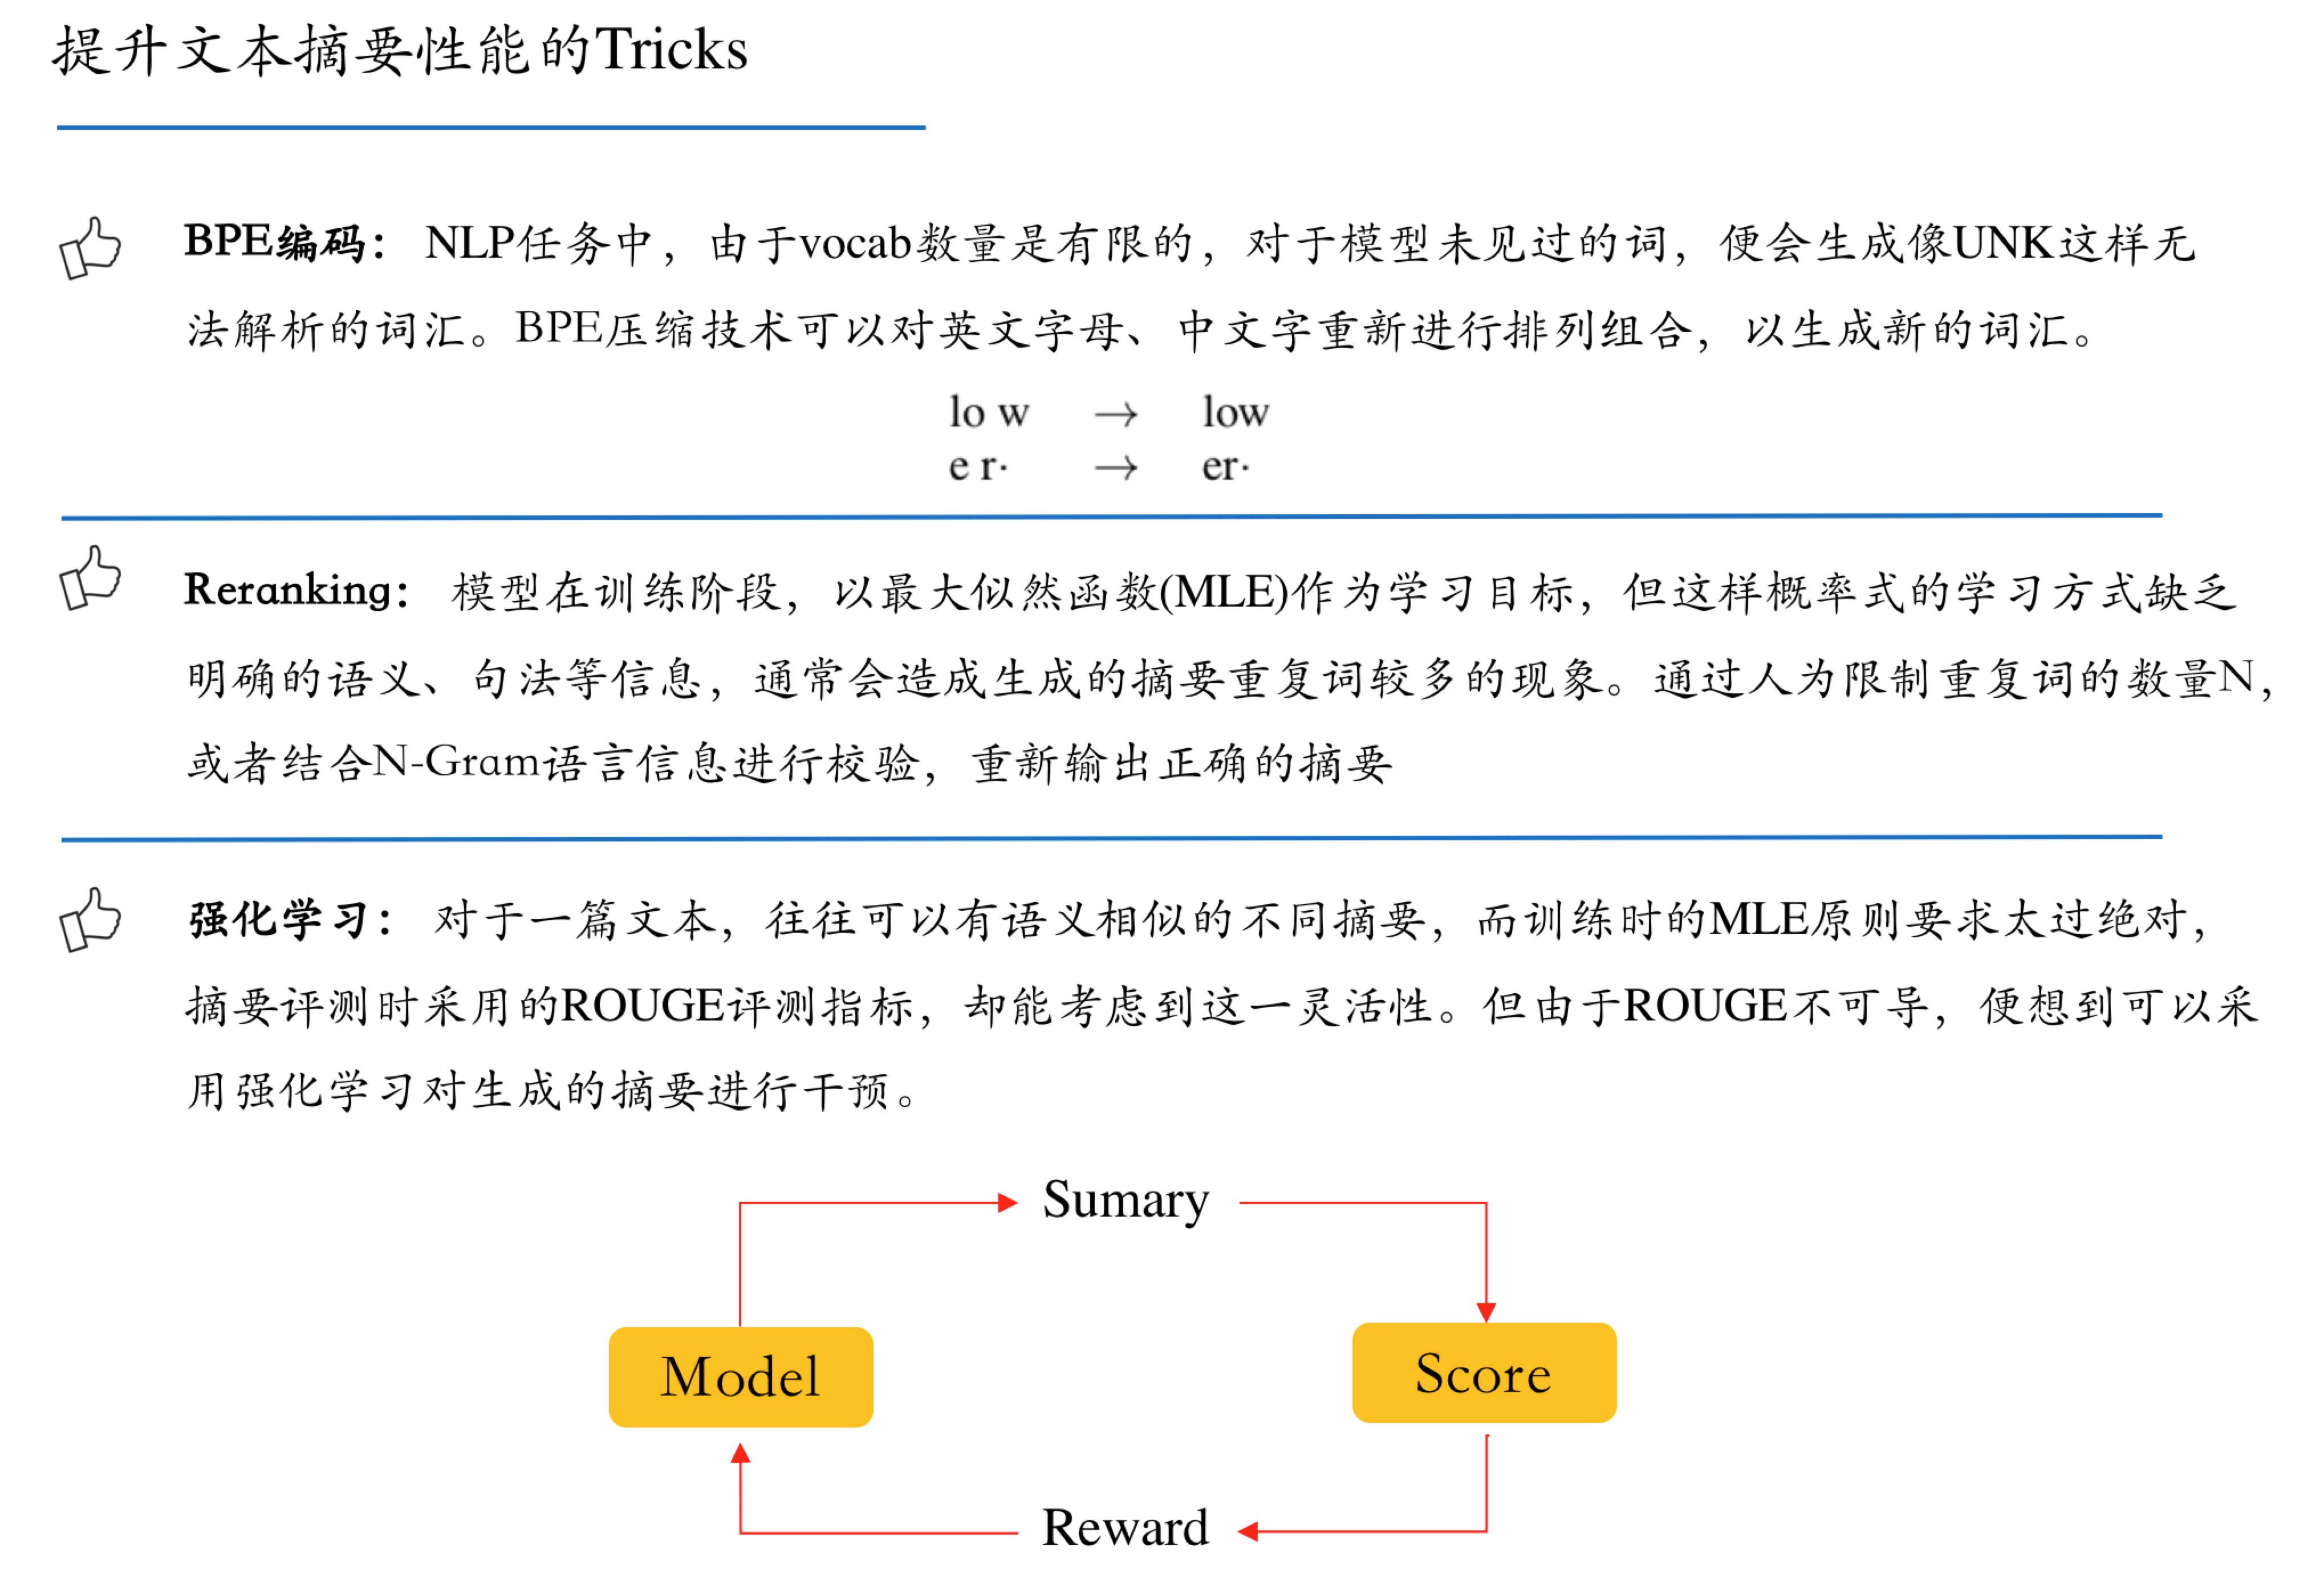 提升文本摘要性能的Tricks
BPE编码： NLP任务中，由于vocab数量是有限的，对于模型未见过的词，便会生成像UNK这样无
法解析的词汇。BPE压缩技术可以对英文字母、中文字重新进行排列组合，以生成新的词汇。
lo w → low
e r· → er·
Reranking： 模型在训练阶段，以最大似然函数(MLE)作为学习目标，但这样概率式的学习方式缺乏
明确的语义、句法等信息，通常会造成生成的摘要重复词较多的现象。通过人为限制重复词的数量N，
或者结合N-Gram语言信息进行校验，重新输出正确的摘要
强化学习： 对于一篇文本，往往可以有语义相似的不同摘要，而训练时的MLE原则要求太过绝对，
摘要评测时采用的ROUGE评测指标，却能考虑到这一灵活性。但由于ROUGE不可导，便想到可以采
用强化学习对生成的摘要进行干预。
Sumary
Model
Score
Reward